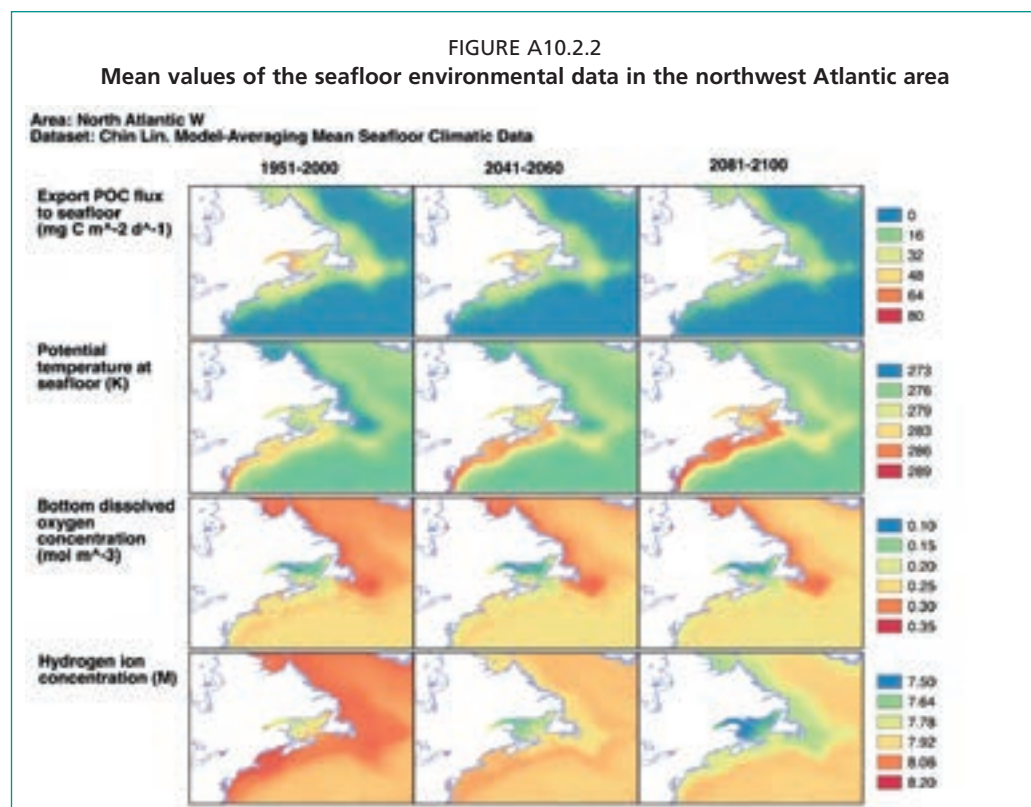 FIGURE A10.2.2
Mean values of the seafloor environmental data in the northwest Atlantic area
Area: North Atlantic W
Dataset: Chin Lin. Model-Averaging Mean Seafloor Climatic Data
1951-2000
2041-2060
2081-2100
Export POC flux
to seafloor
(mg C m^-2 d^-1)
0
16
32
48
64
80
Potential
temperature at
seafloor (K)
273
276
279
283
286
289
Bottom dissolved
oxygen
concentration
(mol m^-3)
0.10
0.15
0.20
0.25
0.30
0.35
Hydrogen ion
concentration (M)
7.50
7.64
7.78
7.92
8.06
8.20